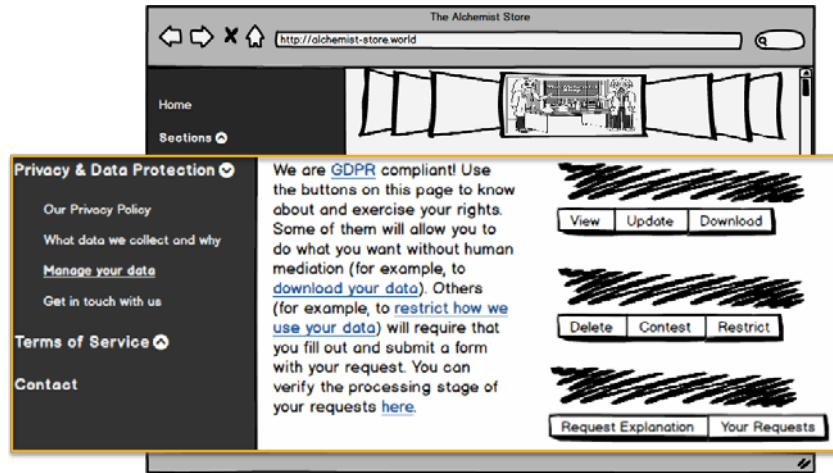 The Alchemist Store
http://alchemist-store.world
Home
Sections
Privacy & Data Protection
Our Privacy Policy
What data we collect and why
Manage your data
Get in touch with us
Terms of Service
Contact
We are GDPR compliant! Use
the buttons on this page to know
about and exercise your rights.
Some of them will allow you to
do what you want without human
mediation (for example, to
download your data). Others
(for example, to restrict how we
use your data) will require that
you fill out and submit a form
with your request. You can
verify the processing stage of
your requests here.
View Update Download
Delete Contest Restrict
Request Explanation Your Requests